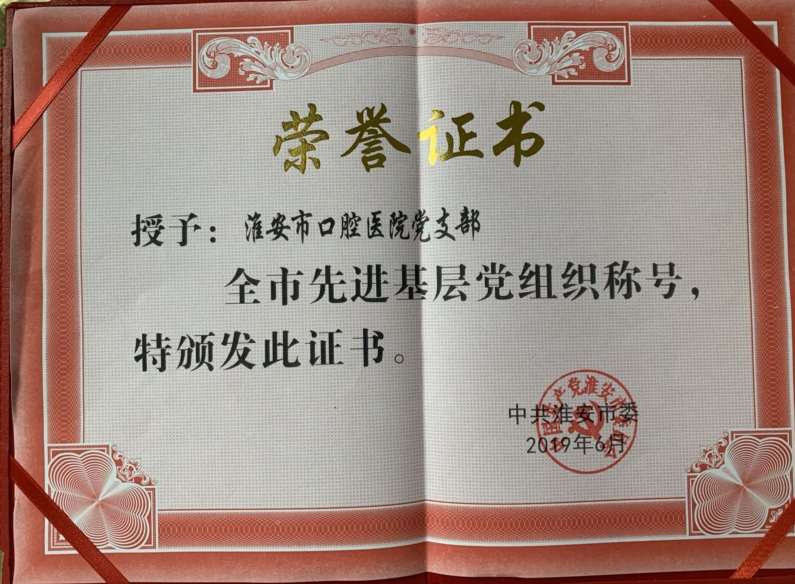 荣誉证书
授予：淮安市口腔医院党支部
全市先进基层党组织称号，
特颁发此证书。
中共淮安市委
2019年6月